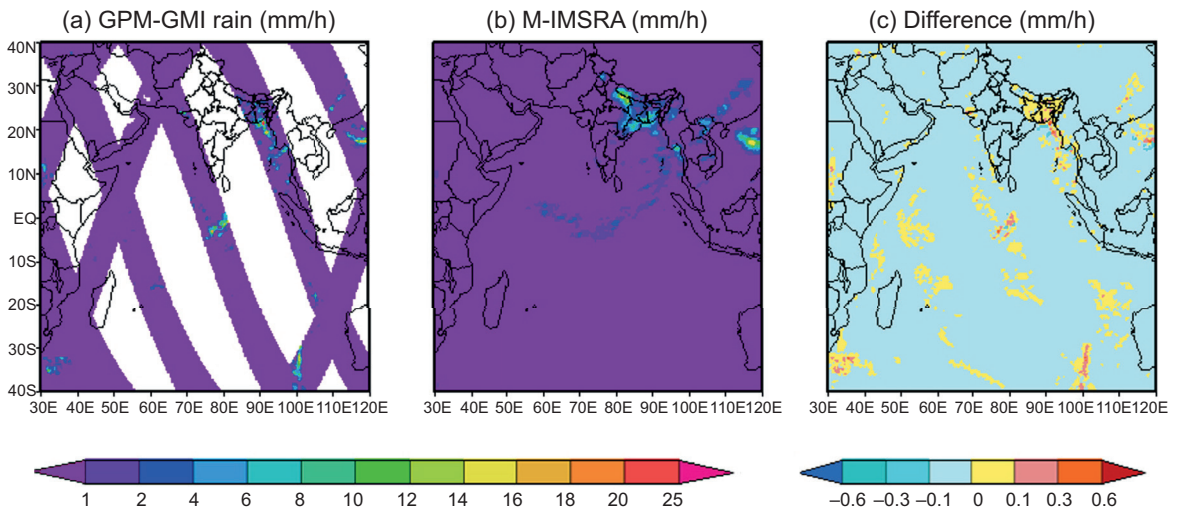 (a) GPM-GMI rain (mm/h) (b) M-IMSRA (mm/h) (c) Difference (mm/h)
40N
30N
20N
10N
EQ
10S
20S
30S
40S
30E 40E 50E 60E 70E 80E 90E 100E 120E 30E 40E 50E 60E 70E 80E 90E 100E 110E 120E 30E 40E 50E 60E 70E 80E 90E 100E 110E120E
1 2 4 6 8 10 12 14 16 18 20 25 −0.6 −0.3 −0.1 0 0.1 0.3 0.6